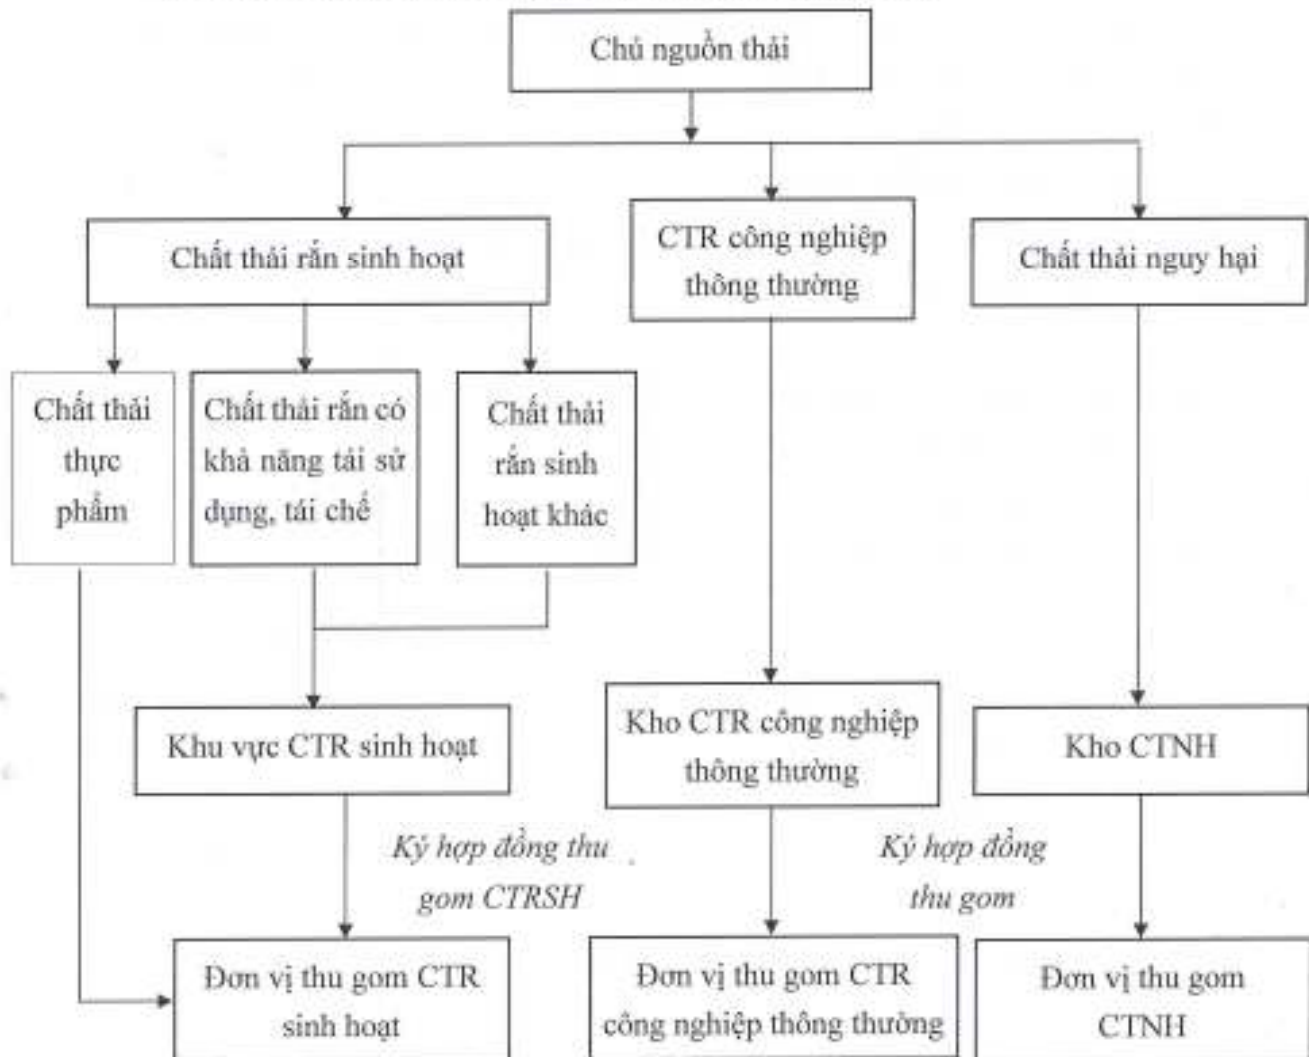 Chủ nguồn thải
Chất thải rắn sinh hoạt
CTR công nghiệp
thông thường
Chất thải nguy hại
Chất thải
thực
phẩm
Chất thải rắn có
khả năng tái sử
dụng, tái chế
Chất thải
rắn sinh
hoạt khác
Khu vực CTR sinh hoạt
Kho CTR công nghiệp
thông thường
Kho CTNH
Ký hợp đồng thu
gom CTRSH
Ký hợp đồng
thu gom
Đơn vị thu gom CTR
sinh hoạt
Đơn vị thu gom CTR
công nghiệp thông thường
Đơn vị thu gom
CTNH